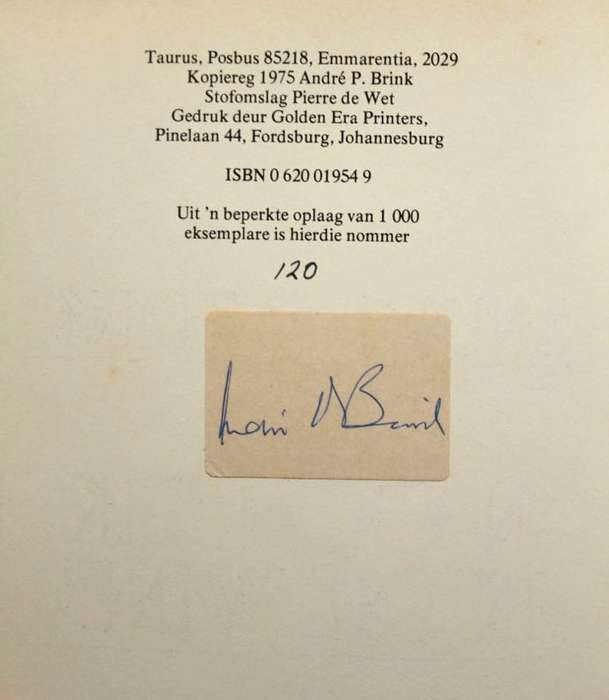 Taurus, Posbus 85218, Emmarentia, 2029
Kopiereg 1975 André P. Brink
Stofomslag Pierre de Wet
Gedruk deur Golden Era Printers,
Pinelaan 44, Fordsburg, Johannesburg
ISBN 0 620 01954 9
Uit 'n beperkte oplaag van 1 000
eksemplare is hierdie nommer
120
André P Brink